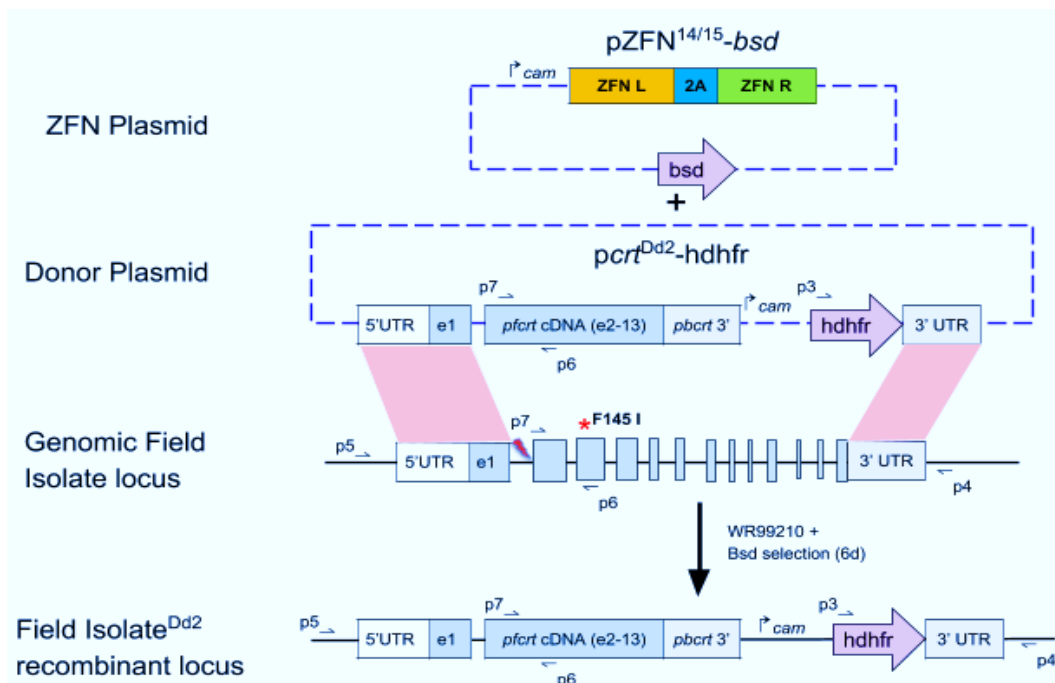 pZFN14/15-bsd
cam
ZFN L 2A ZFN R
ZFN Plasmid
bsd
+
pcrtDd2-hdhfr
Donor Plasmid
p7
cam
p3
5'UTR e1 pfcrt cDNA (e2-13) pbcrt 3' hdhfr 3' UTR
p6
p7 *F145 I
Genomic Field
Isolate locus
p5
5'UTR e1 3' UTR
p6
p4
WR99210 +
Bsd selection (6d)
Field IsolateDd2
recombinant locus
p7
cam
p3
p5
5'UTR e1 pfcrt cDNA (e2-13) pbcrt 3' hdhfr 3' UTR
p6
p4